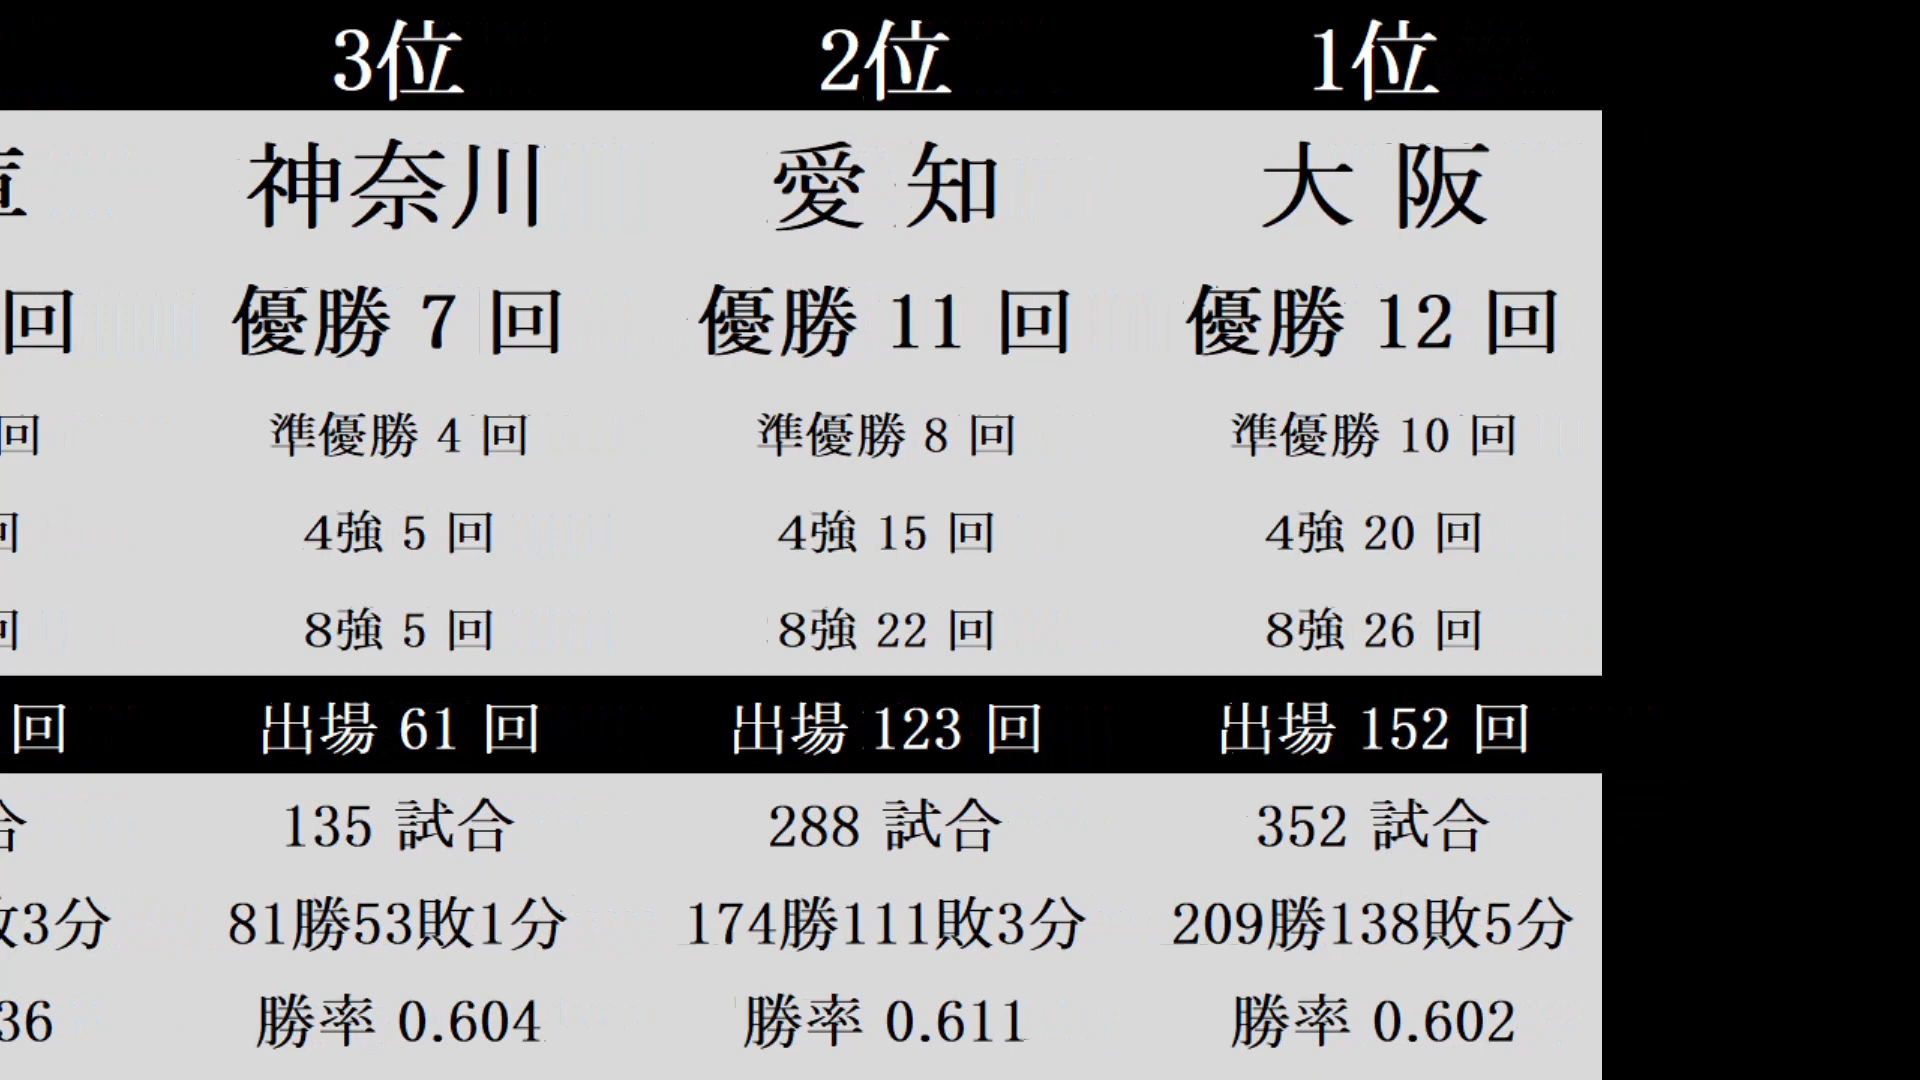 3位 2位 1位
神奈川 愛知 大阪
回 優勝 7 回 優勝 11 回 優勝 12 回
回 準優勝 4 回 準優勝 8 回 準優勝 10 回
回 4強 5 回 4強 15 回 4強 20 回
回 8強 5 回 8強 22 回 8強 26 回
回 出場 61 回 出場 123 回 出場 152 回
合 135 試合 288 試合 352 試合
敗3分 81勝53敗1分 174勝111敗3分 209勝138敗5分
36 勝率 0.604 勝率 0.611 勝率 0.602